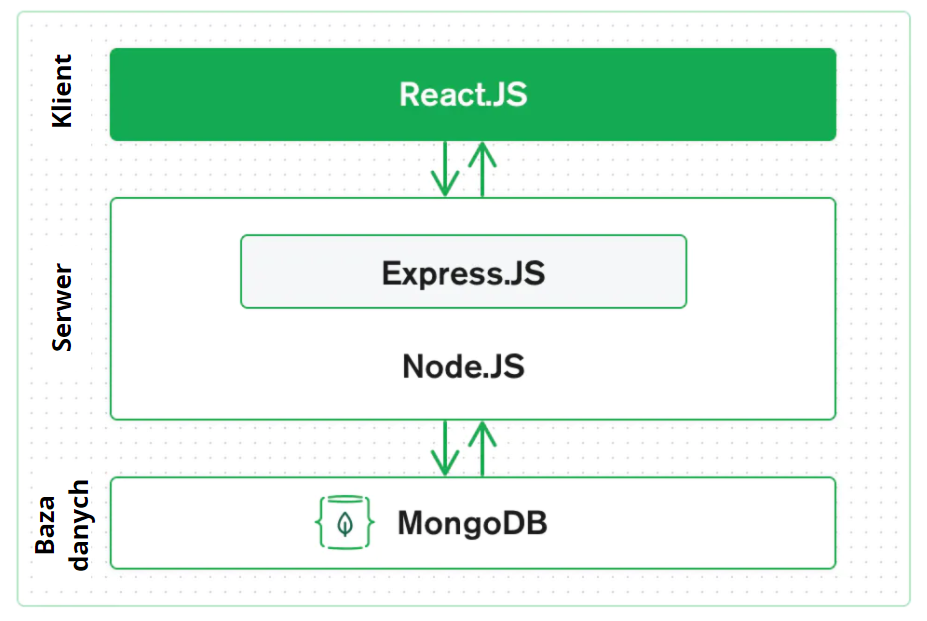 Klient
React.JS
Serwer
Express.JS
Node.JS
Baza
danych
MongoDB